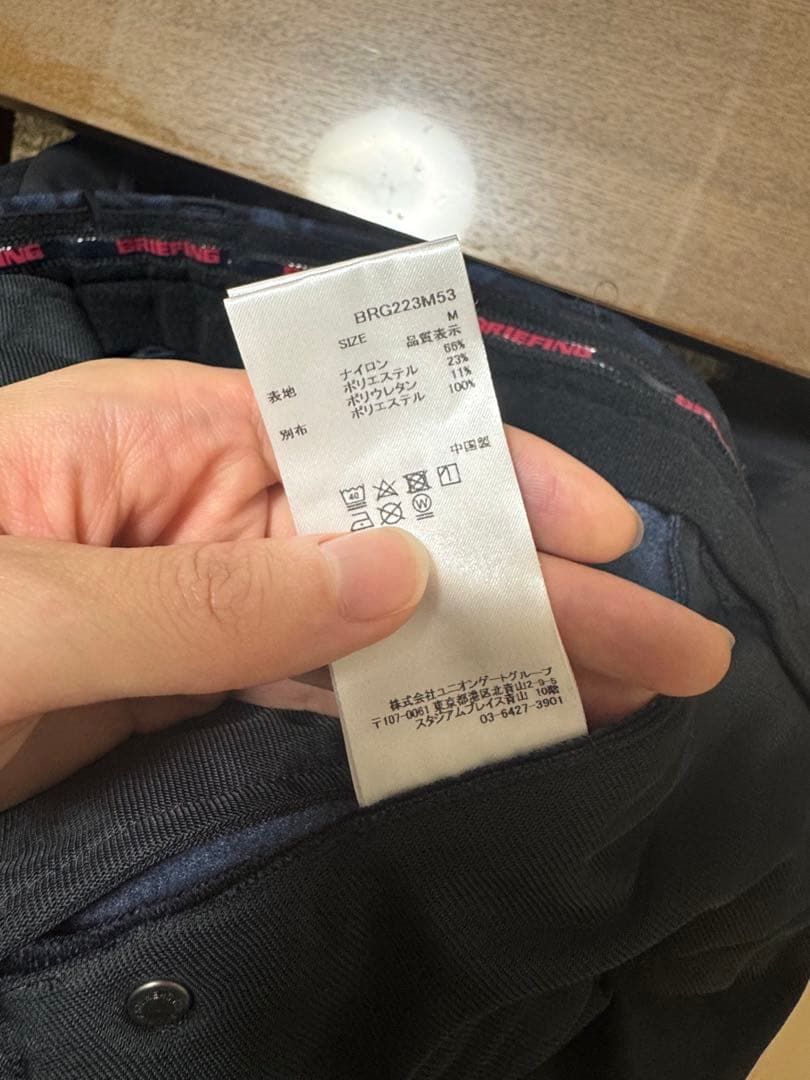 BRIEFING
BRIEFING
BRG223M53
SIZE M
品質表示
表地 ナイロン 66%
ポリエステル 23%
ポリウレタン 11%
別布 ポリエステル 100%
中国製
40
W
株式会社ユニオンゲートグループ
〒107-0061 東京都港区北青山2-9-5
スタジアムプレイス青山 10階
03-6427-3901